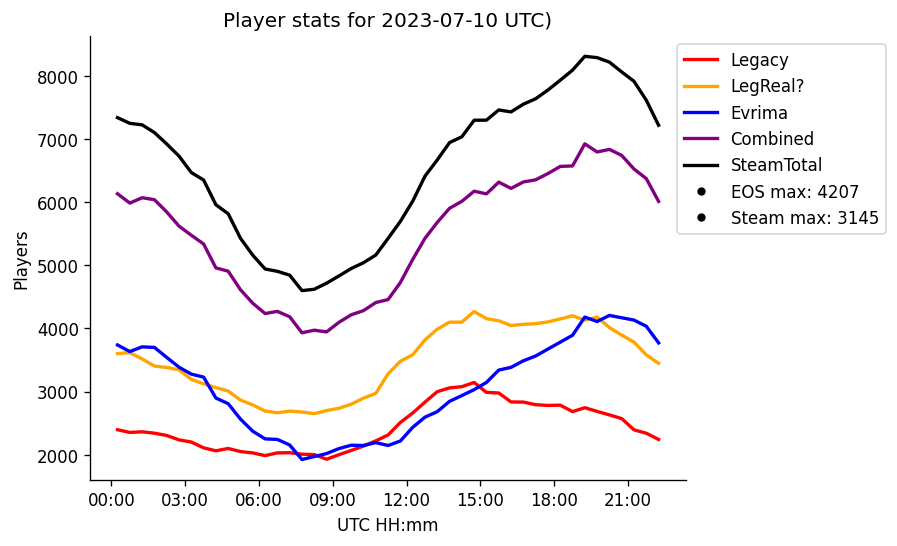 Player stats for 2023-07-10 UTC)
Legacy
LegReal?
Evrima
Combined
SteamTotal
EOS max: 4207
Steam max: 3145
Players
8000
7000
6000
5000
4000
3000
2000
00:00 03:00 06:00 09:00 12:00 15:00 18:00 21:00
UTC HH:mm